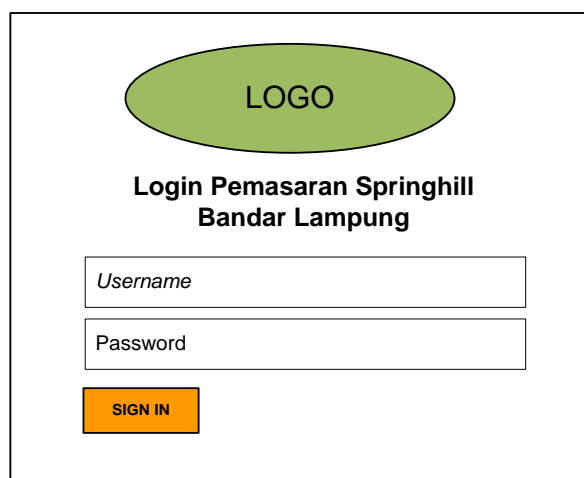 LOGO
Login Pemasaran Springhill
Bandar Lampung
Username
Password
SIGN IN